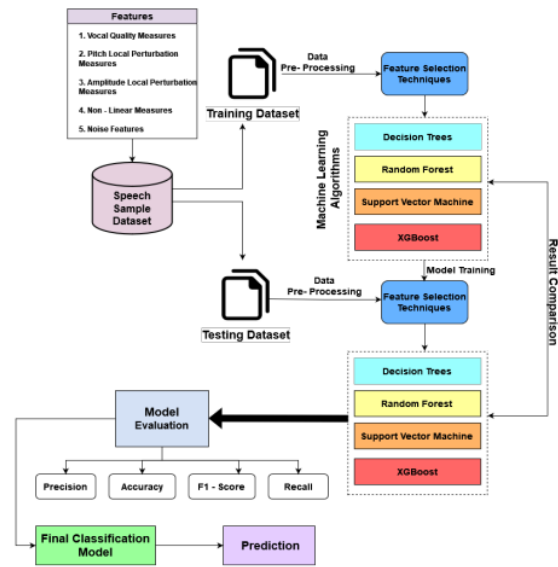 Features
1. Vocal Quality Measures
2. Pitch Local Perturbation
Measures
3. Amplitude Local Perturbation
Measures
4. Non - Linear Measures
5. Noise Features
Speech
Sample
Dataset
Training Dataset
Data
Pre- Processing
Feature Selection
Techniques
Machine Learning
Algorithms
Decision Trees
Random Forest
Support Vector Machine
XGBoost
Result Comparison
Model Training
Testing Dataset
Data
Pre- Processing
Feature Selection
Techniques
Decision Trees
Random Forest
Support Vector Machine
XGBoost
Model
Evaluation
Precision
Accuracy
F1 - Score
Recall
Final Classification
Model
Prediction